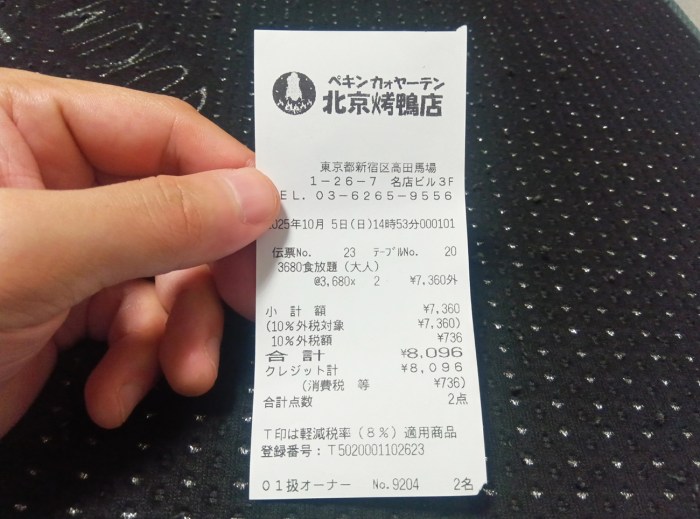 ペキンカオヤーテン
北京烤鴨店
東京都新宿区高田馬場
1-26-7 名店ビル3F
TEL. 03-6265-9556
2025年10月 5日(日)14時53分000101
伝票No. 23 テーブルNo. 20
3680食放題(大人)
@3,680x 2 ¥7,360外
小 計 額 ¥7,360
(10%外税対象 ¥7,360)
10%外税額 ¥736
合 計 ¥8,096
クレジット計 ¥8,096
(消費税 等 ¥736)
合計点数 2点
T印は軽減税率(8%)適用商品
登録番号:T5020001102623
01扱オーナー No.9204 2名